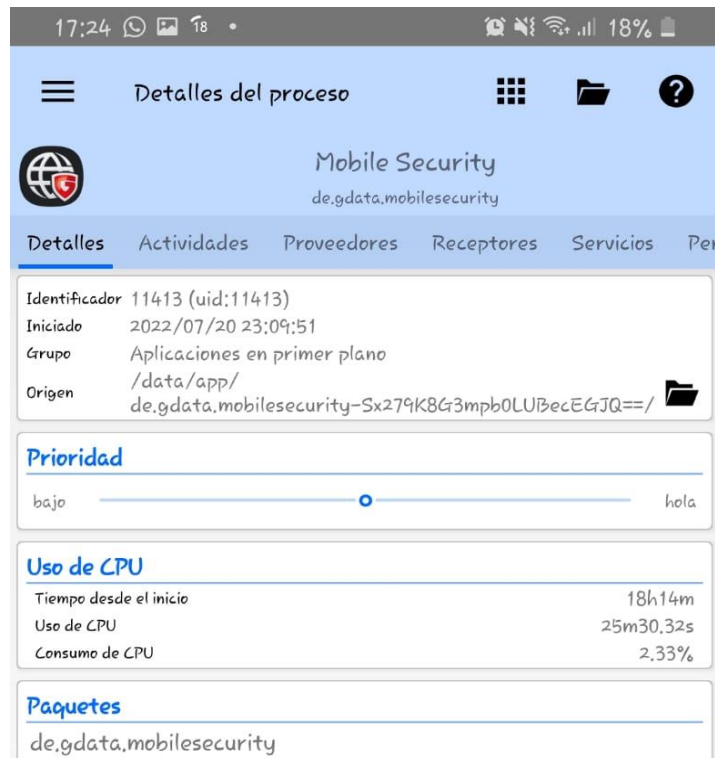 17:24 18 • 18%
Detalles del proceso ?
Mobile Security
de.gdata.mobilesecurity
Detalles Actividades Proveedores Receptores Servicios Per
Identificador 11413 (uid:11413)
Iniciado 2022/07/20 23:09:51
Grupo Aplicaciones en primer plano
Origen /data/app/
de.gdata.mobilesecurity-Sx279K8G3mpb0LUBecEGJQ==/
Prioridad
bajo hola
Uso de CPU
Tiempo desde el inicio 18h14m
Uso de CPU 25m30.32s
Consumo de CPU 2.33%
Paquetes
de.gdata.mobilesecurity